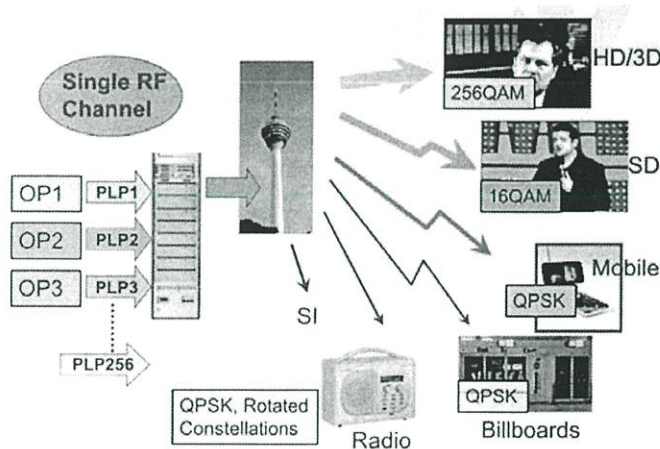 Single RF
Channel
HD/3D
256QAM
SD
16QAM
OP1
PLP1
OP2
PLP2
OP3
PLP3
Mobile
QPSK
SI
PLP256
QPSK, Rotated
Constellations
Radio
QPSK
Billboards